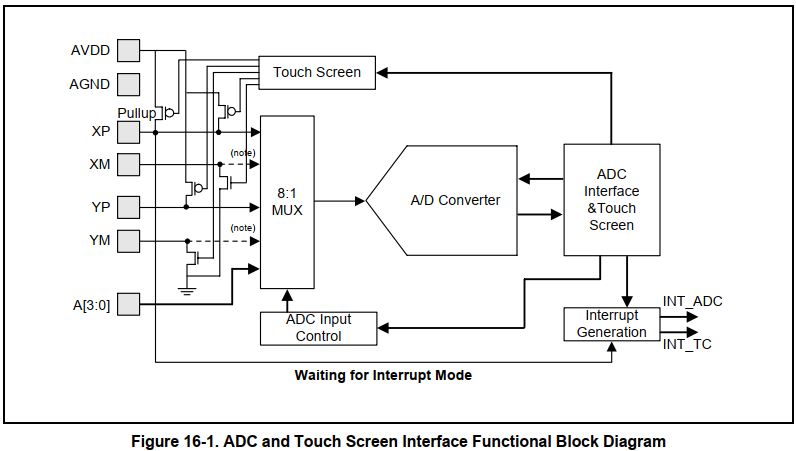 AVDD
Touch Screen
AGND
Pullup
XP
(note)
XM
ADC
Interface
&Touch
Screen
8:1
MUX
A/D Converter
YP
(note)
YM
A[3:0]
INT_ADC
ADC Input
Control
Interrupt
Generation
INT_TC
Waiting for Interrupt Mode
Figure 16-1. ADC and Touch Screen Interface Functional Block Diagram